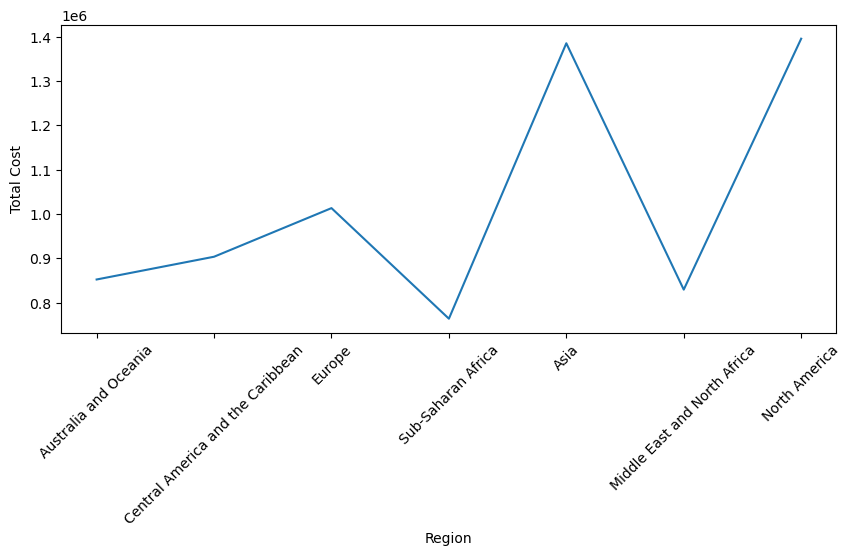 1e6
1.4
1.3
1.2
1.1
1.0
0.9
0.8
Total Cost
Australia and Oceania
Central America and the Caribbean
Europe
Sub-Saharan Africa
Asia
Middle East and North Africa
North America
Region